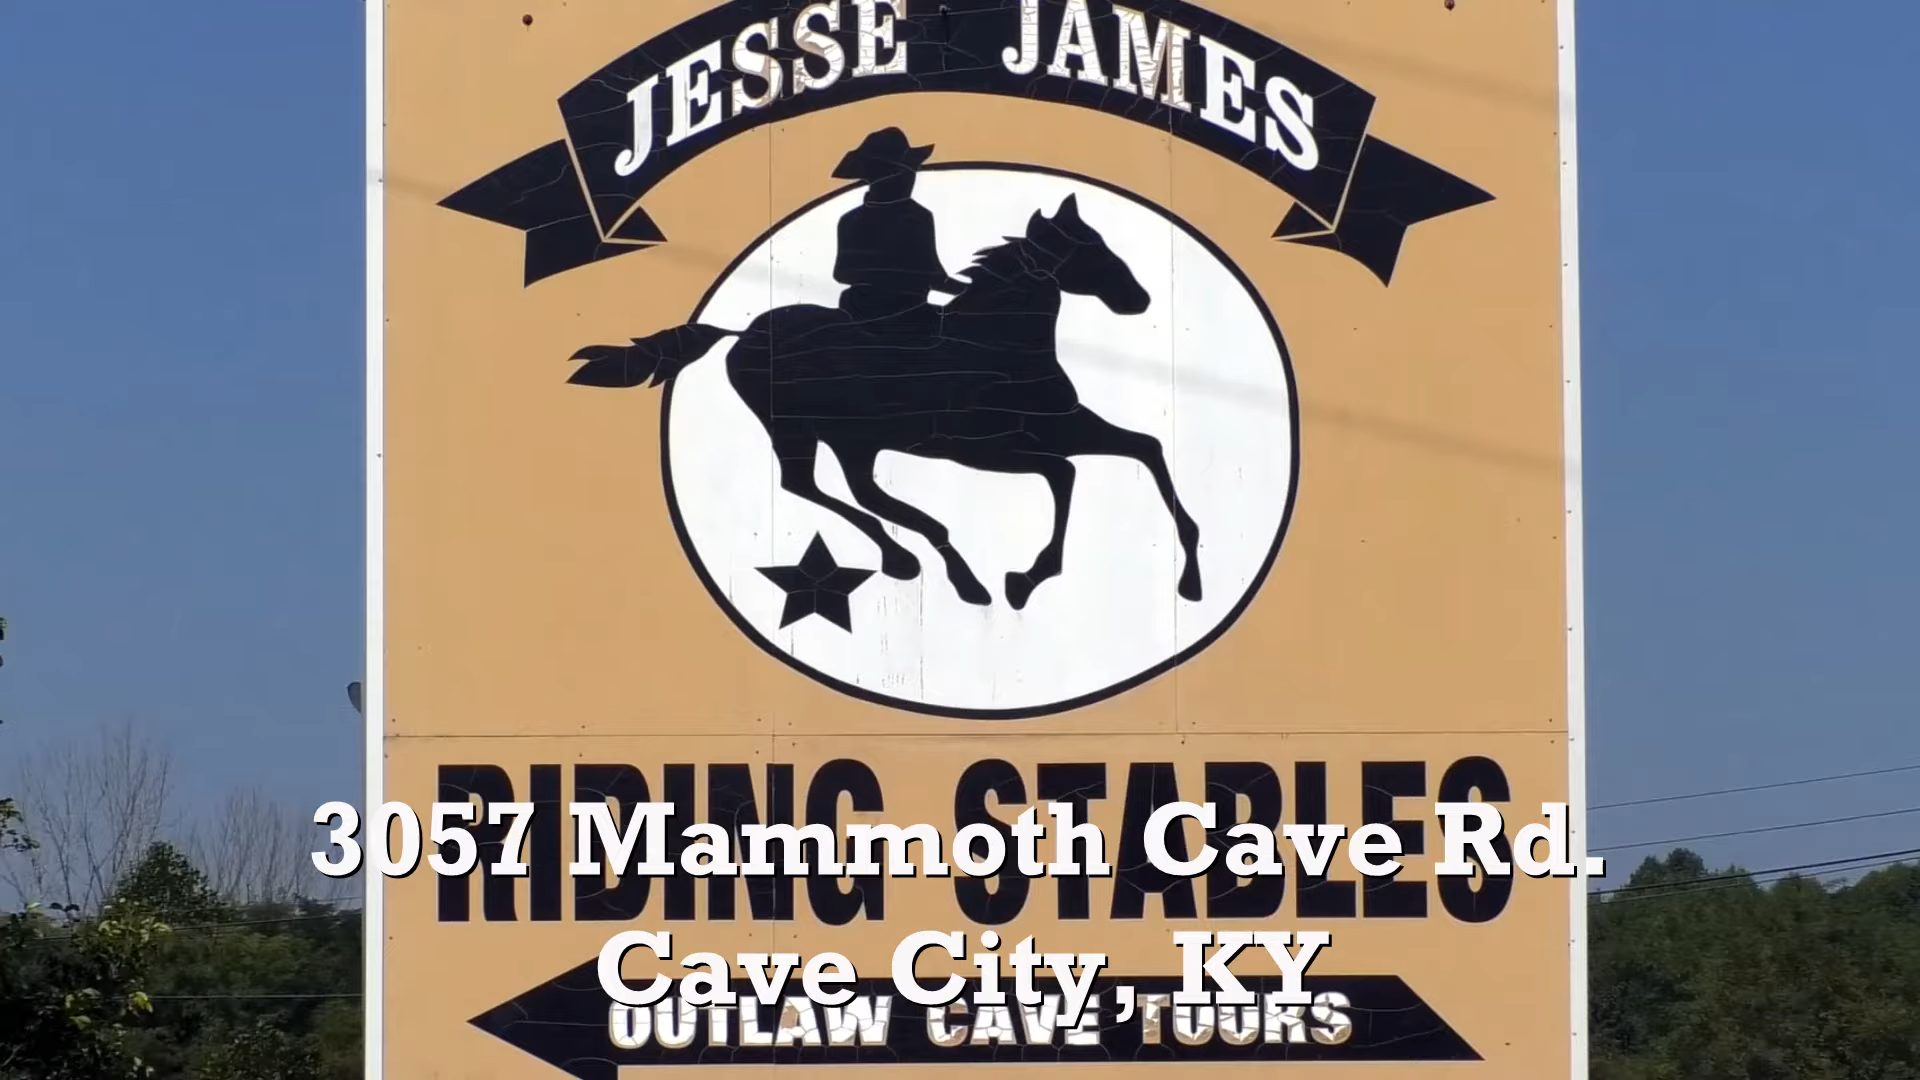 JESSE JAMES
RIDING STABLES
3057 Mammoth Cave Rd.
Cave City, KY
OUTLAW CAVE TOURS